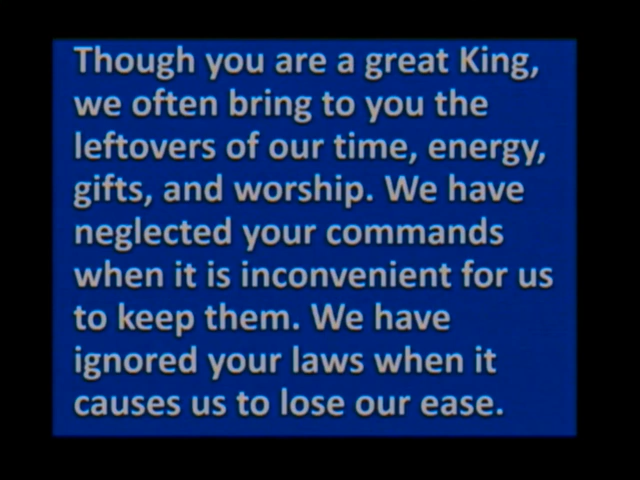 Though you are a great King,
we often bring to you the
leftovers of our time, energy,
gifts, and worship. We have
neglected your commands
when it is inconvenient for us
to keep them. We have
ignored your laws when it
causes us to lose our ease.